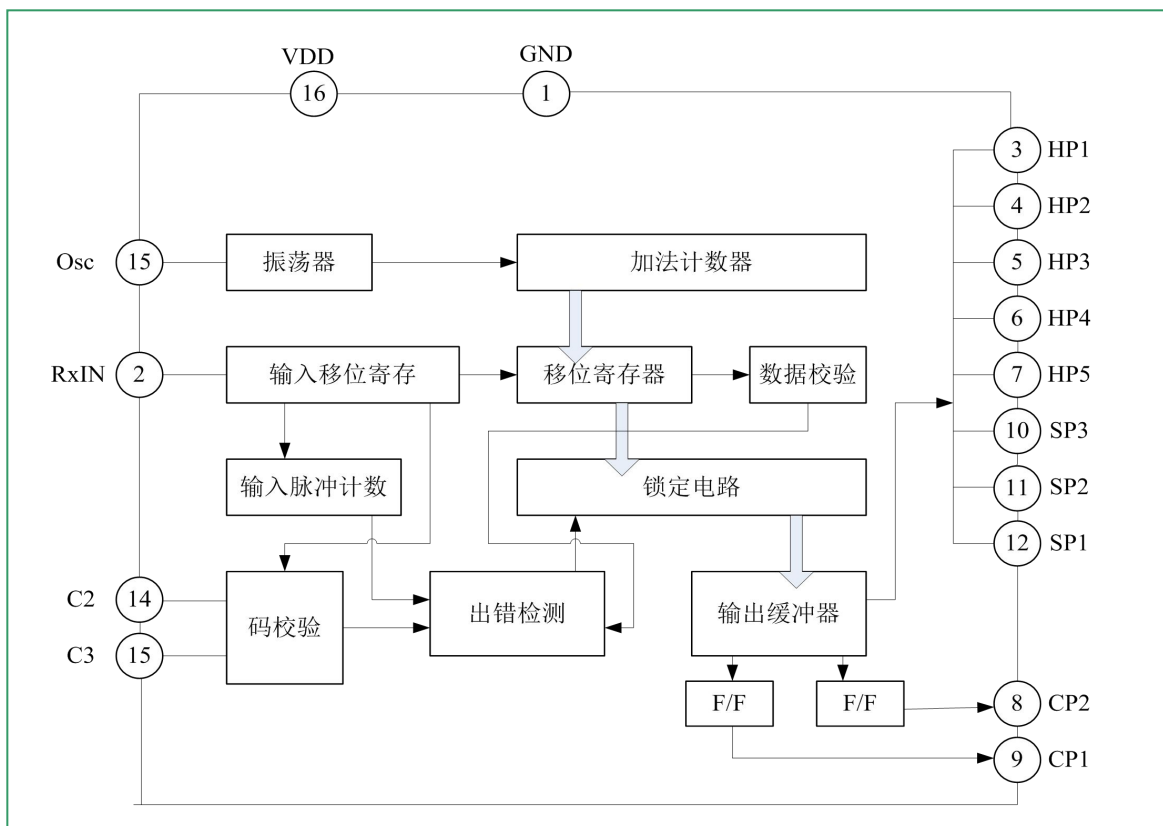 VDD
GND
16
1
3 HP1
4 HP2
Osc 15 振荡器 加法计数器 5 HP3
6 HP4
RxIN 2 输入移位寄存 移位寄存器 数据校验 7 HP5
10 SP3
输入脉冲计数 锁定电路 11 SP2
12 SP1
C2 14 码校验 出错检测 输出缓冲器
C3 15
F/F F/F 8 CP2
9 CP1